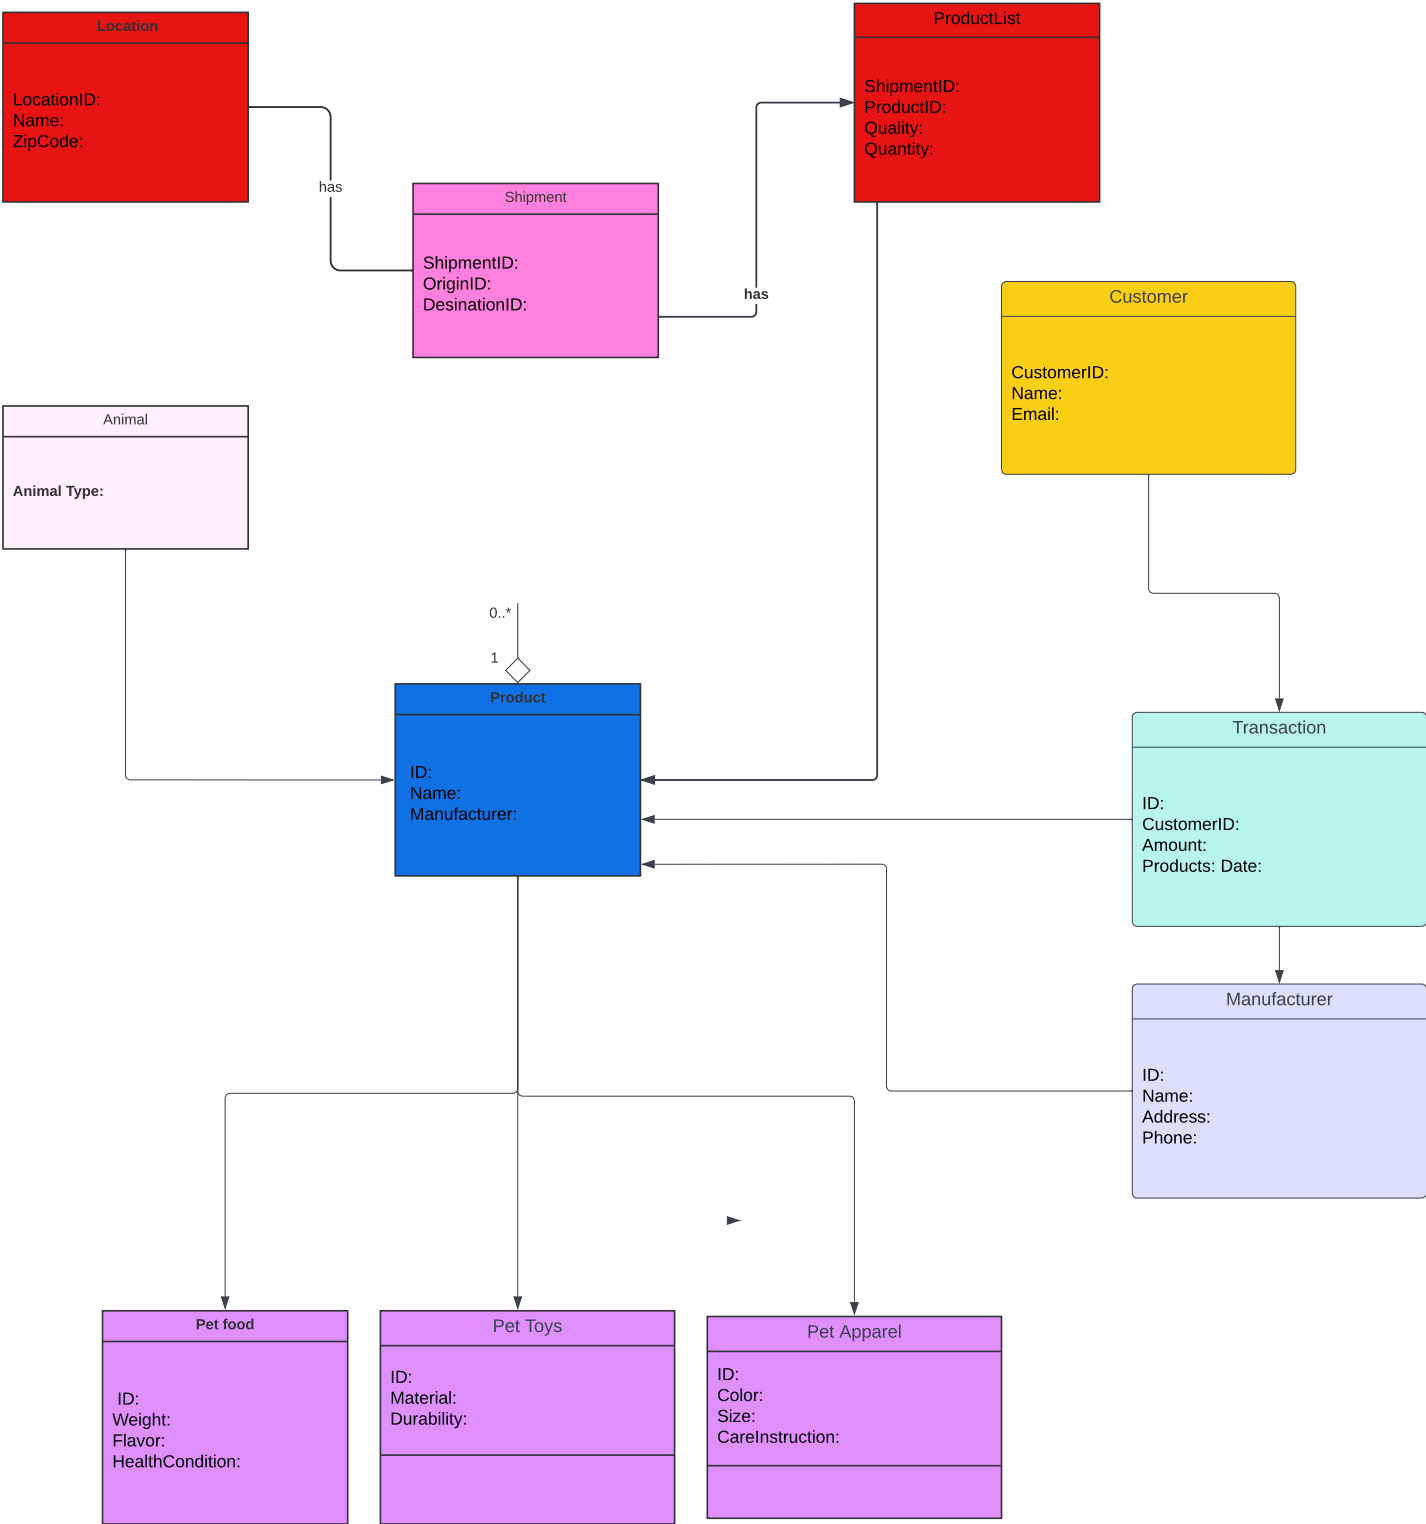 Location
LocationID:
Name:
ZipCode:
has
Shipment
ShipmentID:
OriginID:
DesinationID:
has
ProductList
ShipmentID:
ProductID:
Quality:
Quantity:
Customer
CustomerID:
Name:
Email:
Animal
Animal Type:
0..*
1
Product
ID:
Name:
Manufacturer:
Transaction
ID:
CustomerID:
Amount:
Products: Date:
Manufacturer
ID:
Name:
Address:
Phone:
Pet food
ID:
Weight:
Flavor:
HealthCondition:
Pet Toys
ID:
Material:
Durability:
Pet Apparel
ID:
Color:
Size:
CareInstruction: